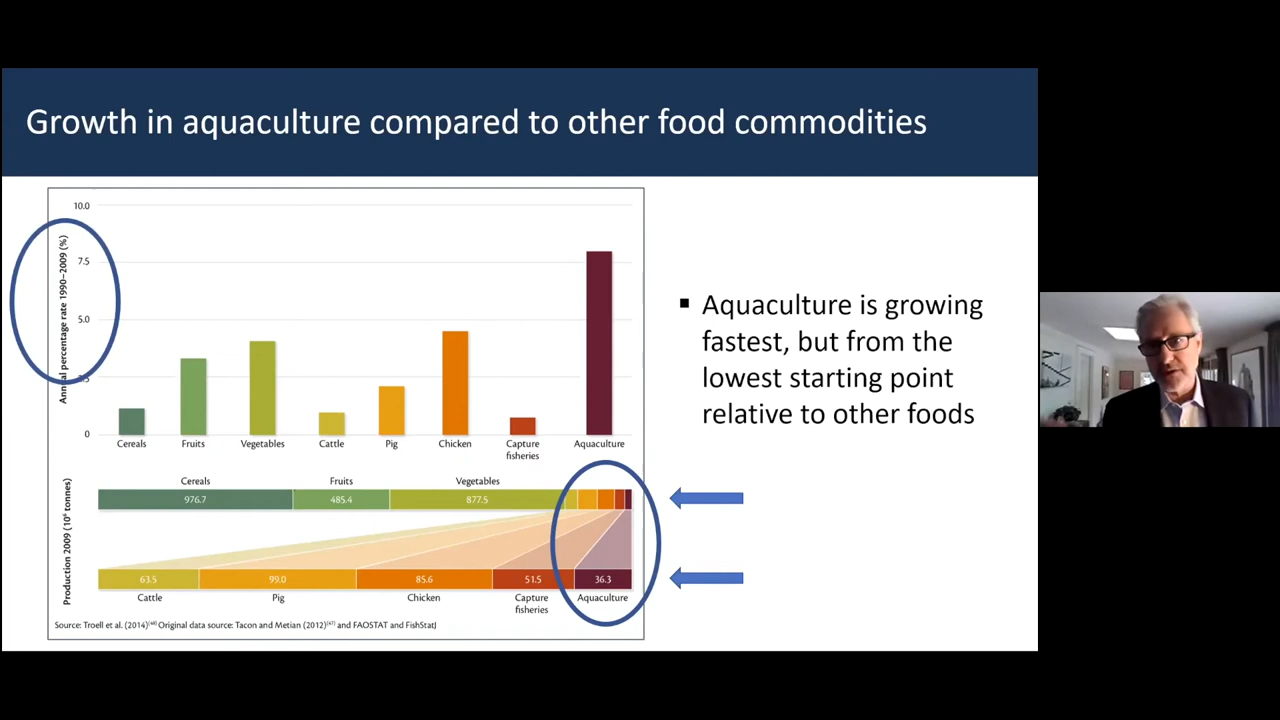 Growth in aquaculture compared to other food commodities
Annual percentage rate 1990–2009 (%)
10.0
7.5
5.0
0
Cereals
Fruits
Vegetables
Cattle
Pig
Chicken
Capture
fisheries
Aquaculture
Production 2009 (10⁶ tonnes)
Cereals
Fruits
Vegetables
976.7
485.4
877.5
63.5
99.0
85.6
51.5
36.3
Cattle
Pig
Chicken
Capture
fisheries
Aquaculture
Source: Troell et al. (2014)⁽⁴⁶⁾ Original data source: Tacon and Metian (2012)⁽⁴⁷⁾ and FAOSTAT and FishStatJ
▪ Aquaculture is growing
fastest, but from the
lowest starting point
relative to other foods